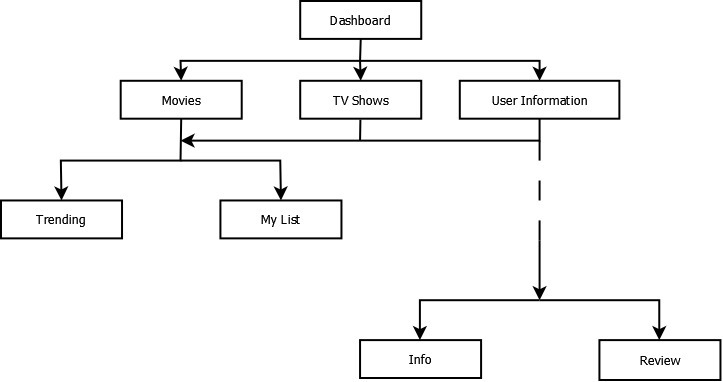 Dashboard
Movies
TV Shows
User Information
Trending
My List
Info
Review